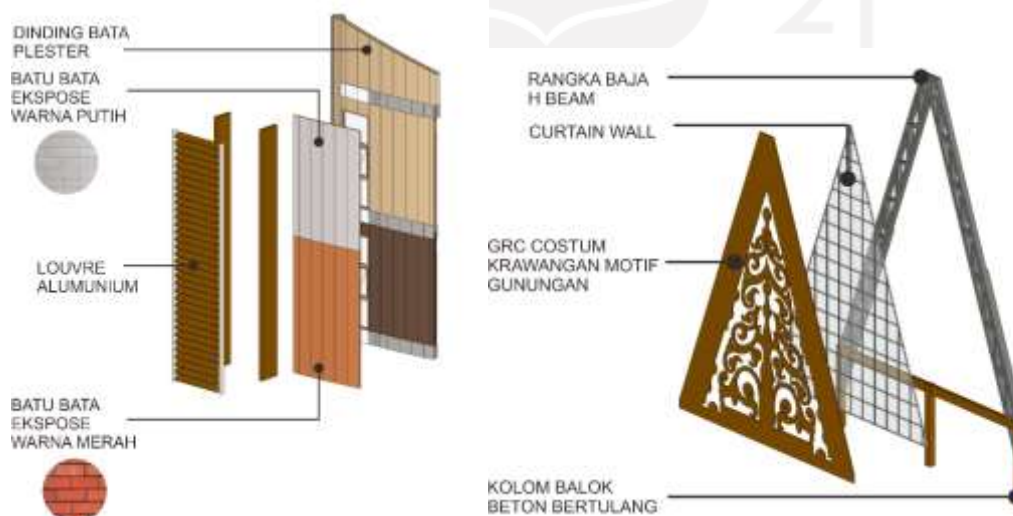 DINDING BATA
PLESTER
BATU BATA
EKSPOSE
WARNA PUTIH
LOUVRE
ALUMUNIUM
BATU BATA
EKSPOSE
WARNA MERAH
RANGKA BAJA
H BEAM
CURTAIN WALL
GRC COSTUM
KRAWANGAN MOTIF
GUNUNGAN
KOLOM BALOK
BETON BERTULANG